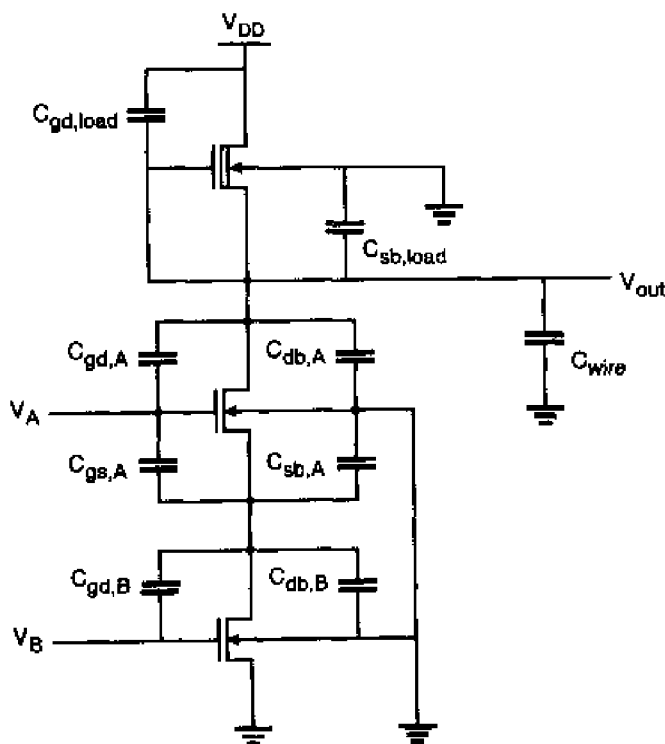 V_DD
C_gd,load
C_sb,load
V_out
C_wire
C_gd,A
C_db,A
V_A
C_gs,A
C_sb,A
C_gd,B
C_db,B
V_B